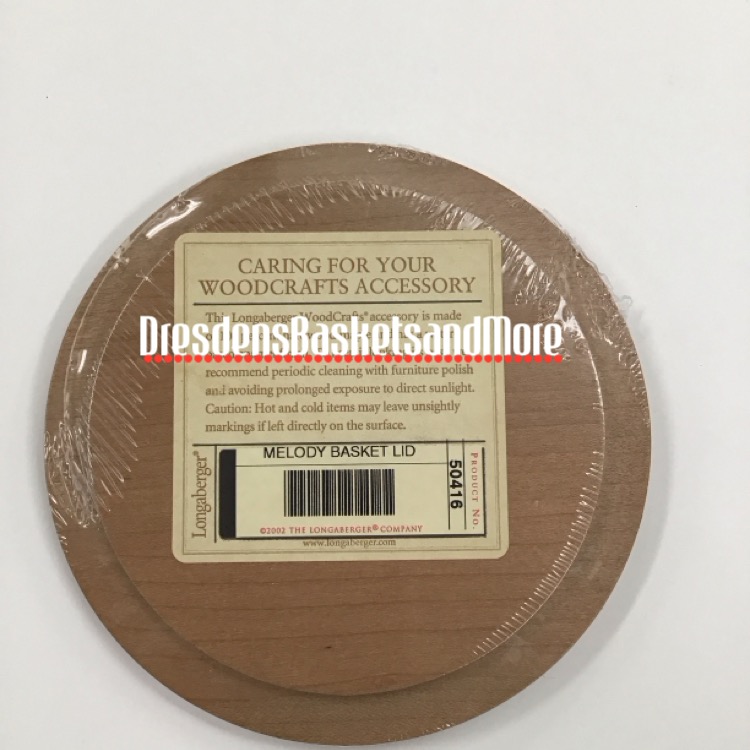 CARING FOR YOUR
WOODCRAFTS ACCESSORY
This Longaberger WoodCrafts® accessory is made
DresdensBasketsandMore
recommend periodic cleaning with furniture polish
and avoiding prolonged exposure to direct sunlight.
Caution: Hot and cold items may leave unsightly
markings if left directly on the surface.
Longaberger®
MELODY BASKET LID
50416
PRODUCT NO.
©2002 THE LONGABERGER® COMPANY
www.longaberger.com